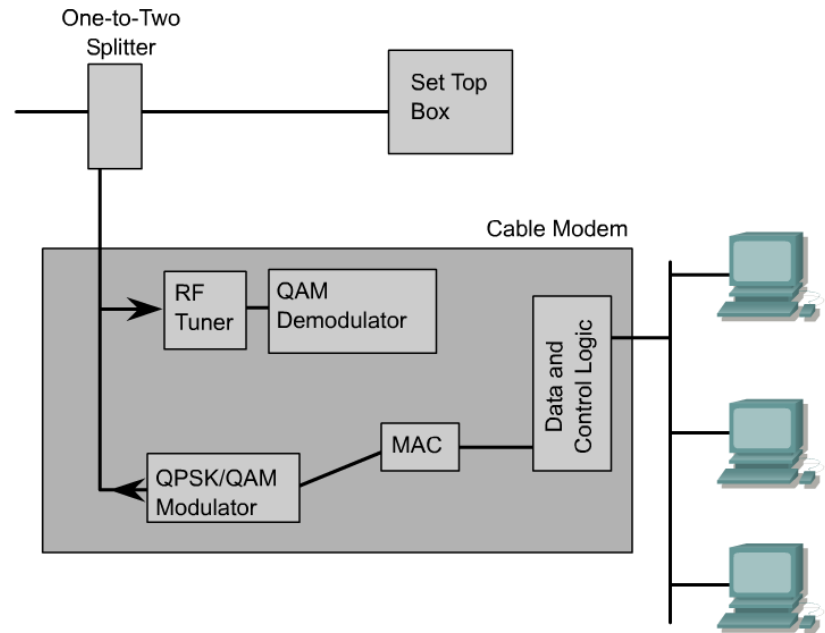 One-to-Two
Splitter
Set Top
Box
Cable Modem
RF
Tuner
QAM
Demodulator
Data and
Control Logic
MAC
QPSK/QAM
Modulator